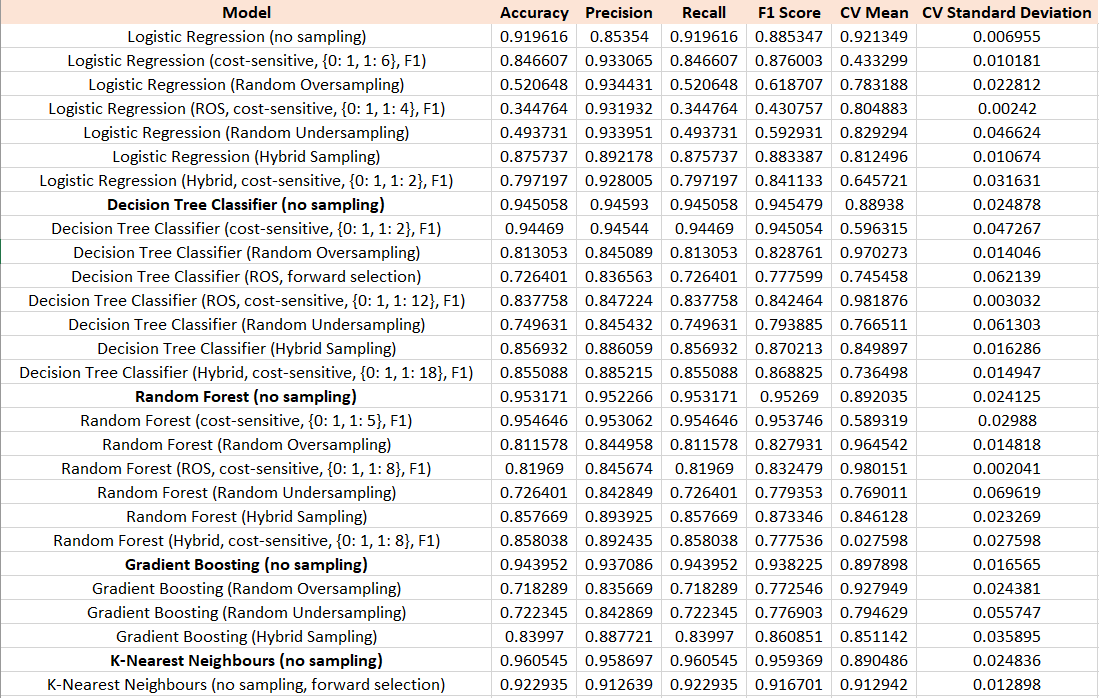 Model Accuracy Precision Recall F1 Score CV Mean CV Standard Deviation
Logistic Regression (no sampling) 0.919616 0.85354 0.919616 0.885347 0.921349 0.006955
Logistic Regression (cost-sensitive, {0: 1, 1: 6}, F1) 0.846607 0.933065 0.846607 0.876003 0.433299 0.010181
Logistic Regression (Random Oversampling) 0.520648 0.934431 0.520648 0.618707 0.783188 0.022812
Logistic Regression (ROS, cost-sensitive, {0: 1, 1: 4}, F1) 0.344764 0.931932 0.344764 0.430757 0.804883 0.00242
Logistic Regression (Random Undersampling) 0.493731 0.933951 0.493731 0.592931 0.829294 0.046624
Logistic Regression (Hybrid Sampling) 0.875737 0.892178 0.875737 0.883387 0.812496 0.010674
Logistic Regression (Hybrid, cost-sensitive, {0: 1, 1: 2}, F1) 0.797197 0.928005 0.797197 0.841133 0.645721 0.031631
Decision Tree Classifier (no sampling) 0.945058 0.94593 0.945058 0.945479 0.88938 0.024878
Decision Tree Classifier (cost-sensitive, {0: 1, 1: 2}, F1) 0.94469 0.94544 0.94469 0.945054 0.596315 0.047267
Decision Tree Classifier (Random Oversampling) 0.813053 0.845089 0.813053 0.828761 0.970273 0.014046
Decision Tree Classifier (ROS, forward selection) 0.726401 0.836563 0.726401 0.777599 0.745458 0.062139
Decision Tree Classifier (ROS, cost-sensitive, {0: 1, 1: 12}, F1) 0.837758 0.847224 0.837758 0.842464 0.981876 0.003032
Decision Tree Classifier (Random Undersampling) 0.749631 0.845432 0.749631 0.793885 0.766511 0.061303
Decision Tree Classifier (Hybrid Sampling) 0.856932 0.886059 0.856932 0.870213 0.849897 0.016286
Decision Tree Classifier (Hybrid, cost-sensitive, {0: 1, 1: 18}, F1) 0.855088 0.885215 0.855088 0.868825 0.736498 0.014947
Random Forest (no sampling) 0.953171 0.952266 0.953171 0.95269 0.892035 0.024125
Random Forest (cost-sensitive, {0: 1, 1: 5}, F1) 0.954646 0.953062 0.954646 0.953746 0.589319 0.02988
Random Forest (Random Oversampling) 0.811578 0.844958 0.811578 0.827931 0.964542 0.014818
Random Forest (ROS, cost-sensitive, {0: 1, 1: 8}, F1) 0.81969 0.845674 0.81969 0.832479 0.980151 0.002041
Random Forest (Random Undersampling) 0.726401 0.842849 0.726401 0.779353 0.769011 0.069619
Random Forest (Hybrid Sampling) 0.857669 0.893925 0.857669 0.873346 0.846128 0.023269
Random Forest (Hybrid, cost-sensitive, {0: 1, 1: 8}, F1) 0.858038 0.892435 0.858038 0.777536 0.027598 0.027598
Gradient Boosting (no sampling) 0.943952 0.937086 0.943952 0.938225 0.897898 0.016565
Gradient Boosting (Random Oversampling) 0.718289 0.835669 0.718289 0.772546 0.927949 0.024381
Gradient Boosting (Random Undersampling) 0.722345 0.842869 0.722345 0.776903 0.794629 0.055747
Gradient Boosting (Hybrid Sampling) 0.83997 0.887721 0.83997 0.860851 0.851142 0.035895
K-Nearest Neighbours (no sampling) 0.960545 0.958697 0.960545 0.959369 0.890486 0.024836
K-Nearest Neighbours (no sampling, forward selection) 0.922935 0.912639 0.922935 0.916701 0.912942 0.012898